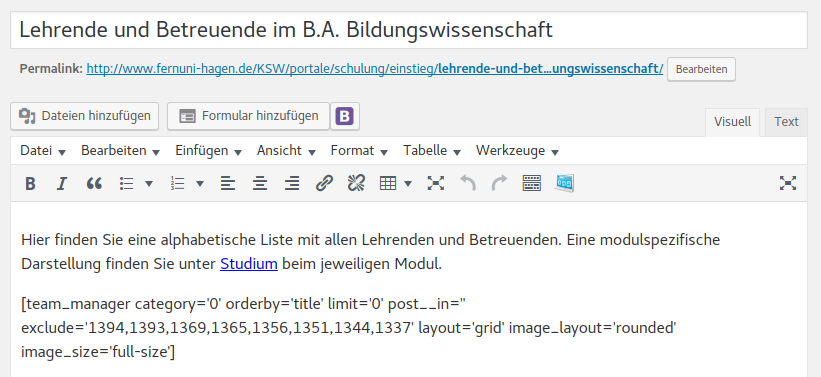 Lehrende und Betreuende im B.A. Bildungswissenschaft
Permalink: http://www.fernuni-hagen.de/KSW/portale/schulung/einstieg/lehrende-und-bet…ungswissenschaft/ Bearbeiten
Dateien hinzufügen Formular hinzufügen B
Visuell Text
Datei Bearbeiten Einfügen Ansicht Format Tabelle Werkzeuge
B I
Hier finden Sie eine alphabetische Liste mit allen Lehrenden und Betreuenden. Eine modulspezifische
Darstellung finden Sie unter Studium beim jeweiligen Modul.
[team_manager category='0' orderby='title' limit='0' post__in=''
exclude='1394,1393,1369,1365,1356,1351,1344,1337' layout='grid' image_layout='rounded'
image_size='full-size']